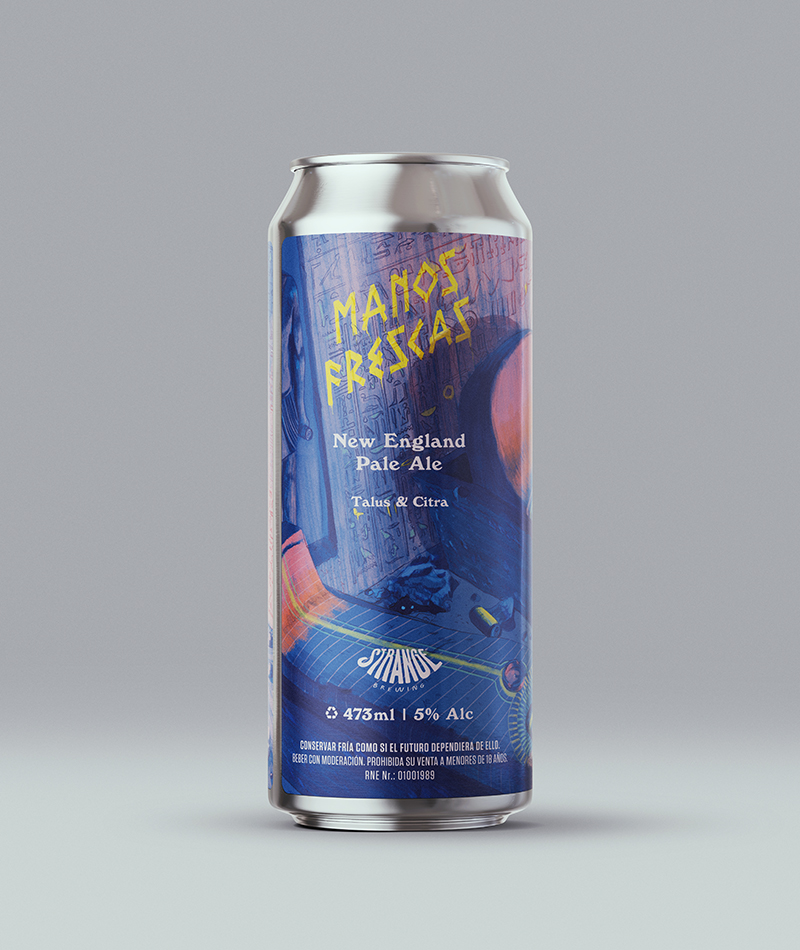 MANOS
FRESCAS
New England
Pale Ale
Talus & Citra
STRANGE
BREWING
♻ 473ml | 5% Alc
CONSERVAR FRÍA COMO SI EL FUTURO DEPENDIERA DE ELLO.
BEBER CON MODERACIÓN. PROHIBIDA SU VENTA A MENORES DE 18 AÑOS.
RNE Nr.: 01001989